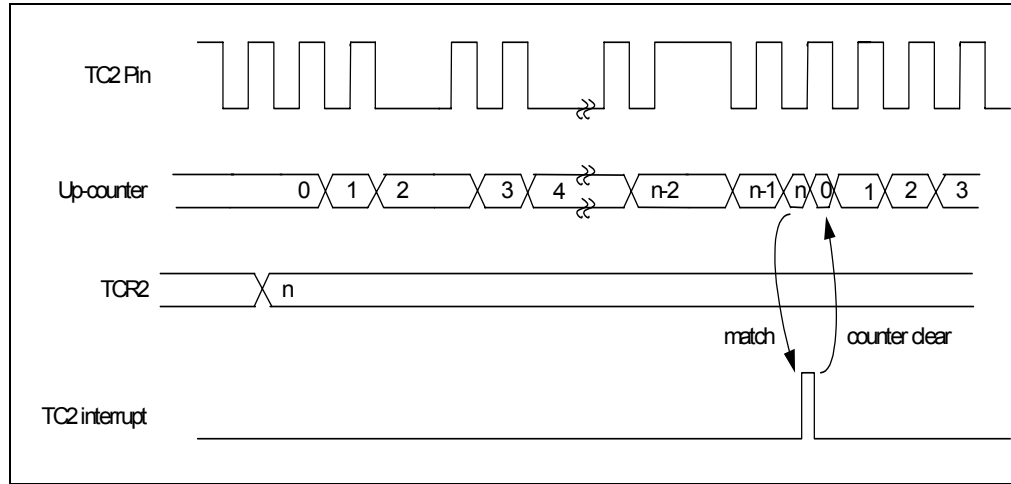 TC2 Pin
Up-counter 0 1 2 3 4 n-2 n-1 n 0 1 2 3
TCR2 n
match counter clear
TC2 interrupt